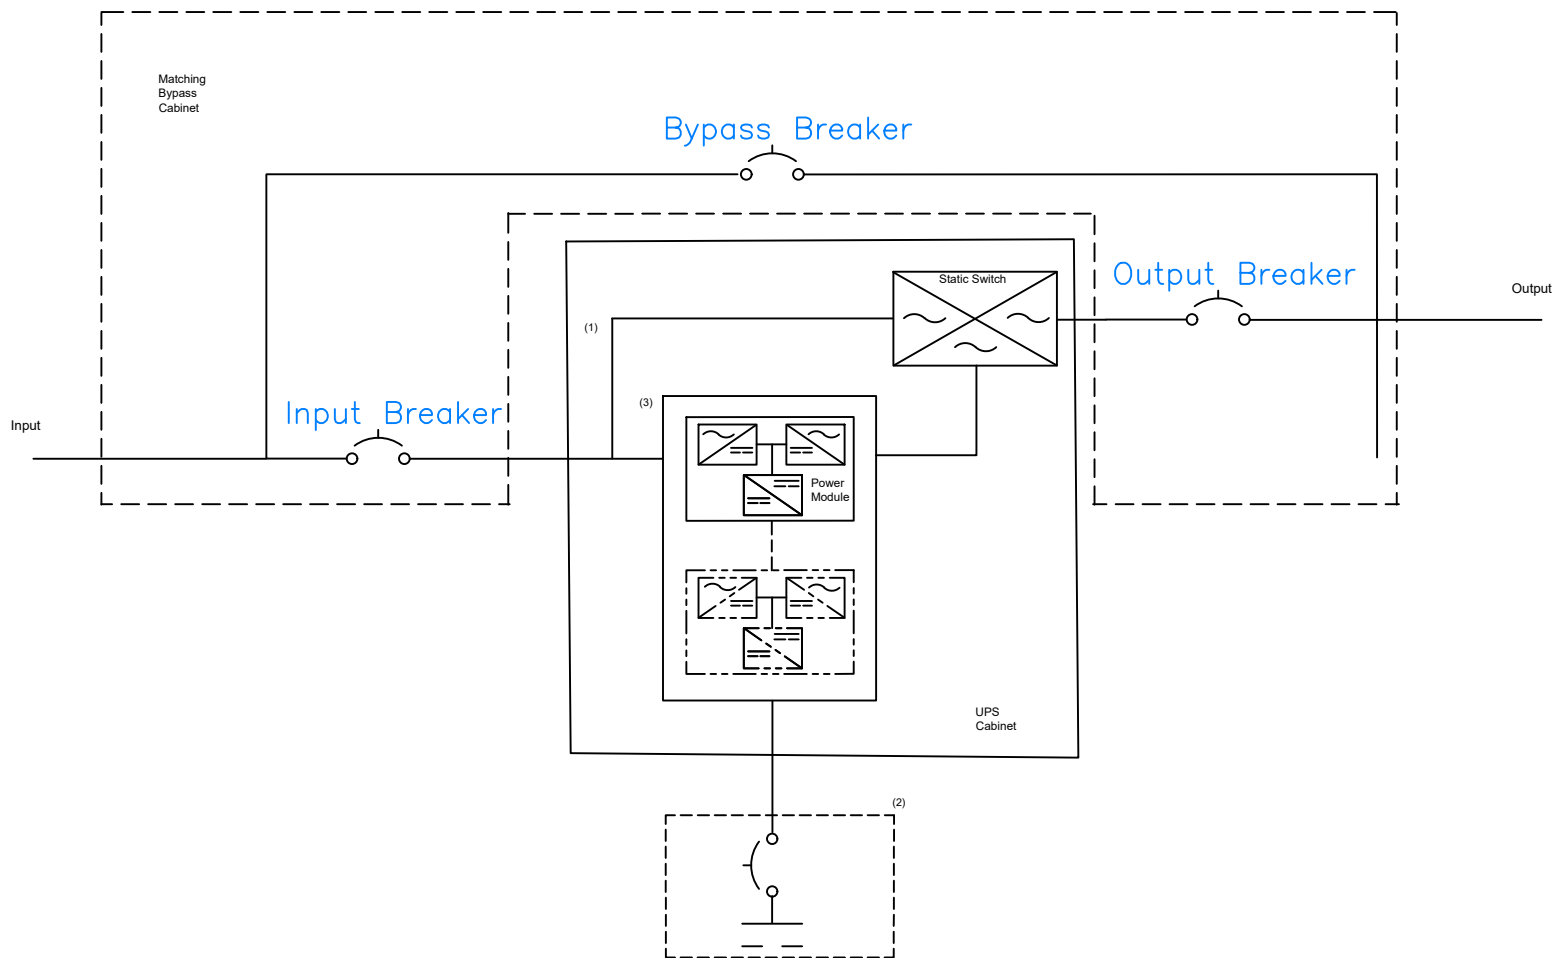 Matching
Bypass
Cabinet
Bypass Breaker
Static Switch
Output Breaker
Output
(1)
(3)
Input Breaker
Input
Power
Module
UPS
Cabinet
(2)